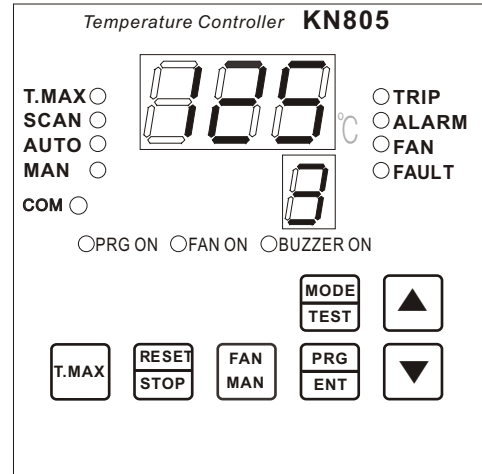 Temperature Controller KN805
125
°C
T.MAX
SCAN
AUTO
MAN
COM
TRIP
ALARM
FAN
FAULT
3
PRG ON FAN ON BUZZER ON
MODE
TEST
T.MAX
RESET
STOP
FAN
MAN
PRG
ENT